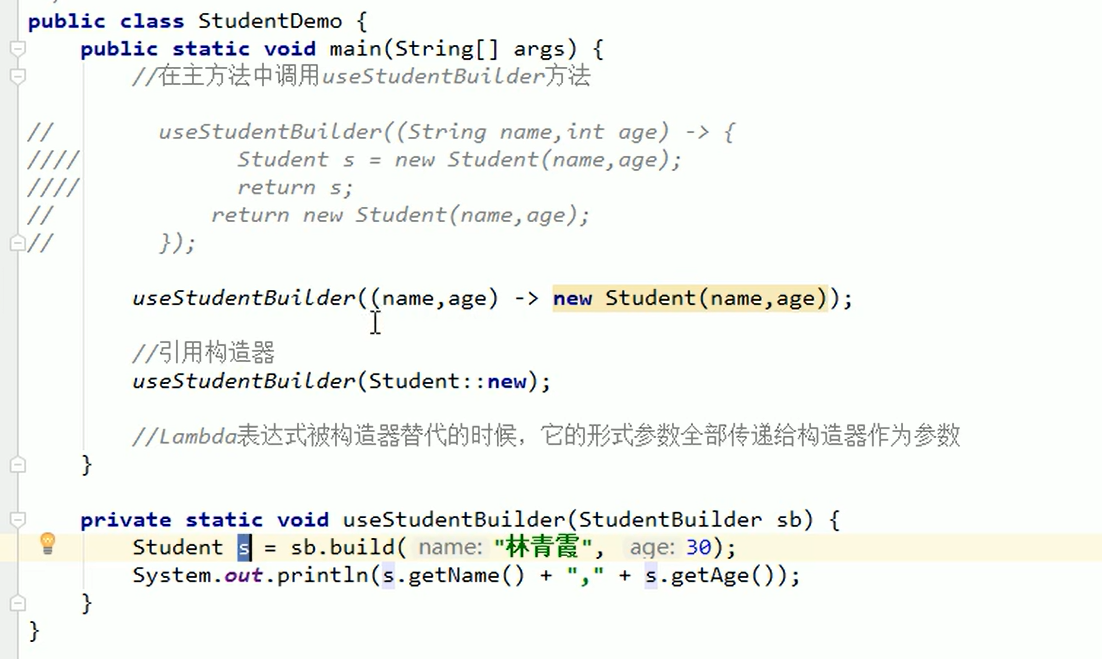 public class StudentDemo {
    public static void main(String[] args) {
        //在主方法中调用useStudentBuilder方法
//        useStudentBuilder((String name,int age) -> {
////            Student s = new Student(name,age);
////            return s;
//            return new Student(name,age);
//        });
        useStudentBuilder((name,age) -> new Student(name,age));
        //引用构造器
        useStudentBuilder(Student::new);
        //Lambda表达式被构造器替代的时候，它的形式参数全部传递给构造器作为参数
    }
    private static void useStudentBuilder(StudentBuilder sb) {
        Student s = sb.build( name: "林青霞", age: 30);
        System.out.println(s.getName() + "," + s.getAge());
    }
}